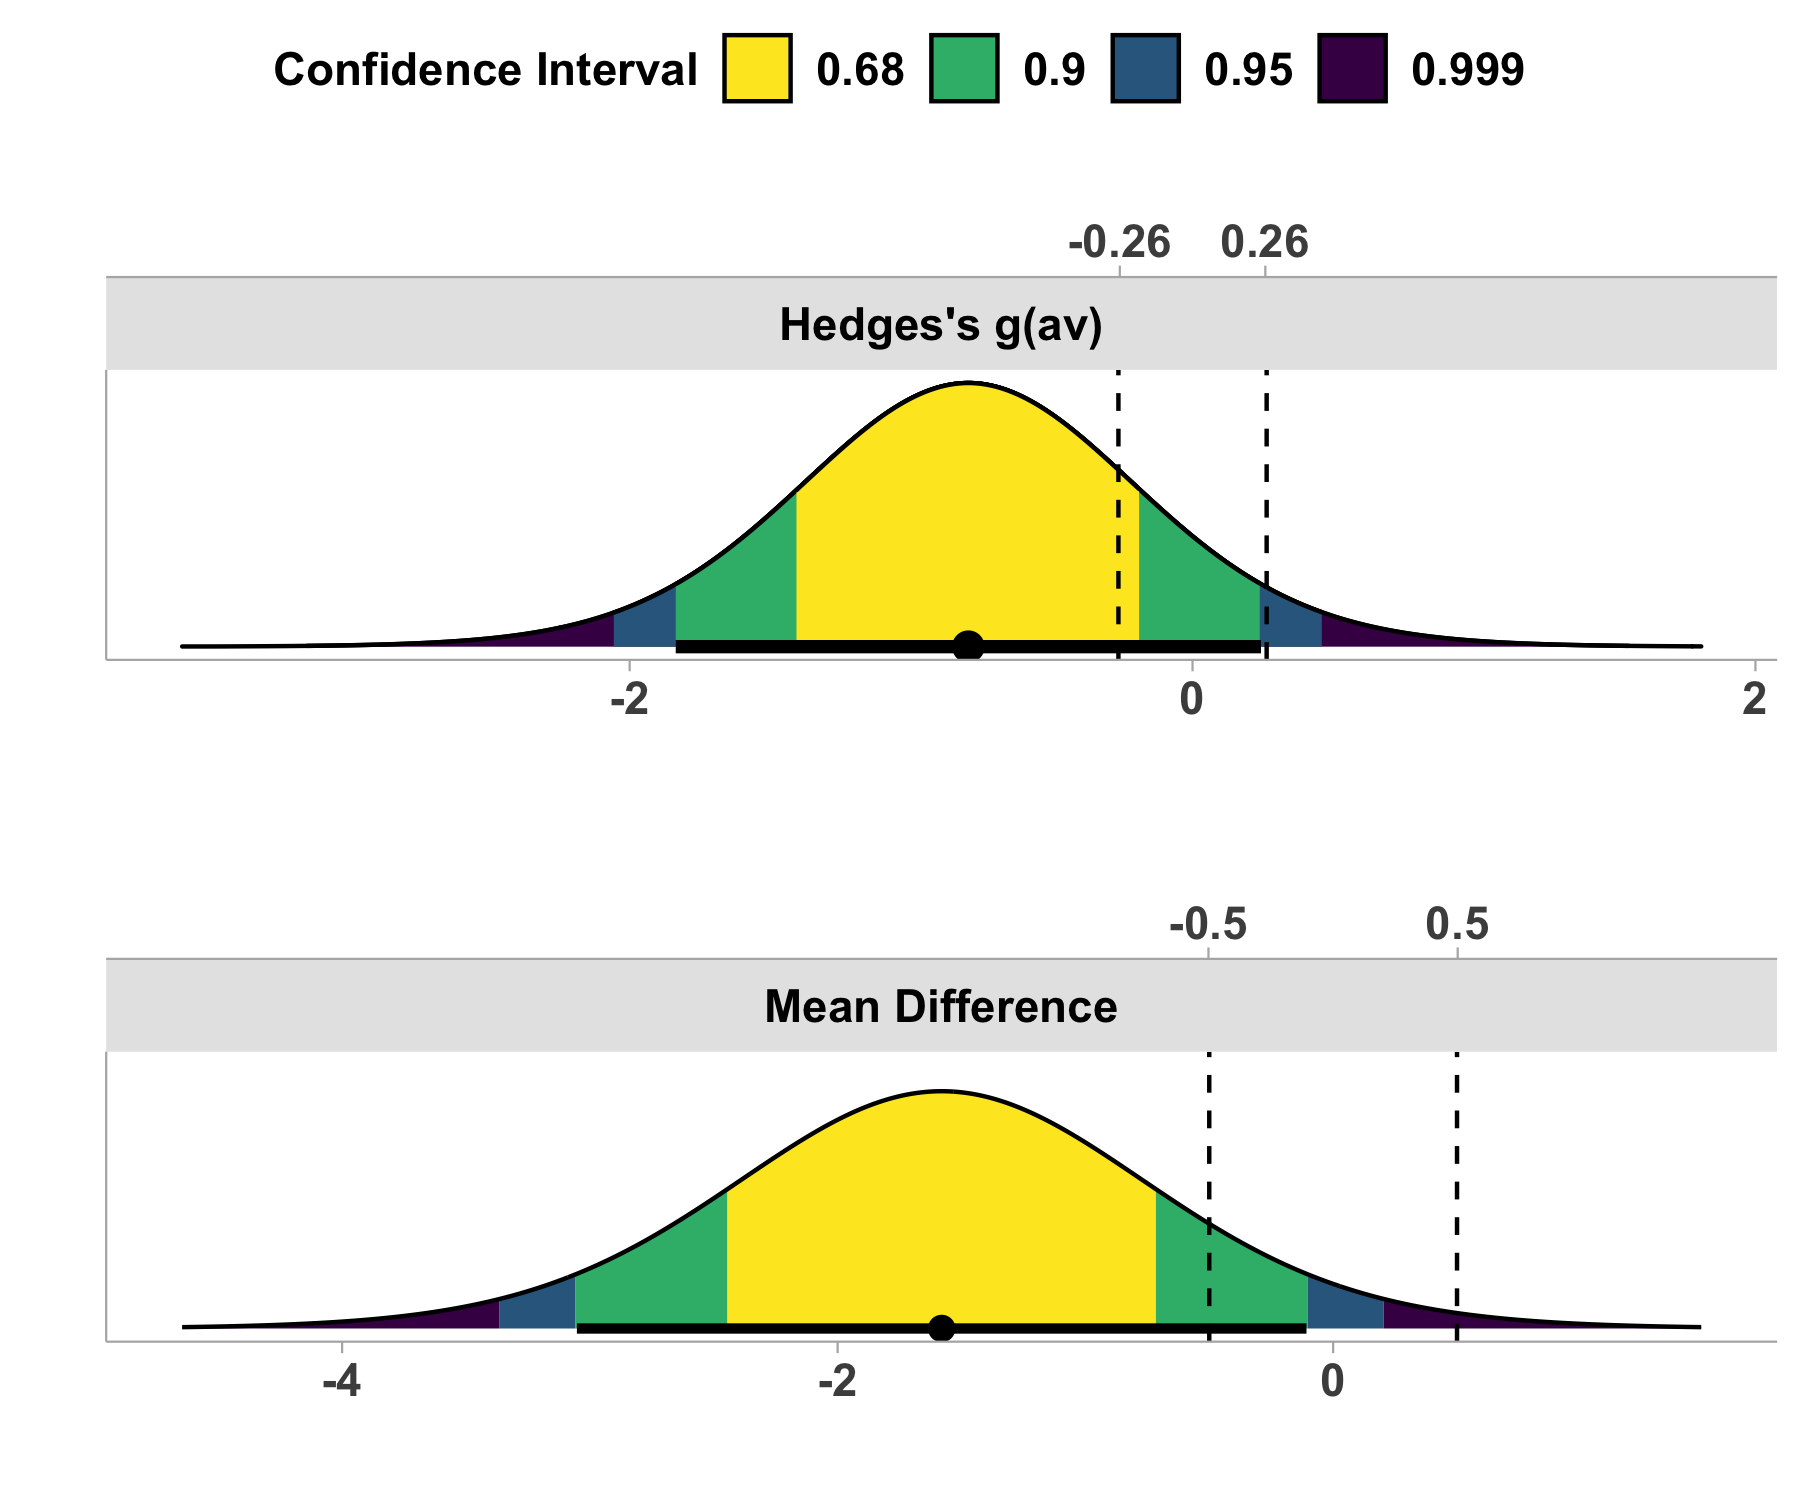 Confidence Interval 0.68 0.9 0.95 0.999
-0.26 0.26
Hedges's g(av)
-2 0 2
-0.5 0.5
Mean Difference
-4 -2 0